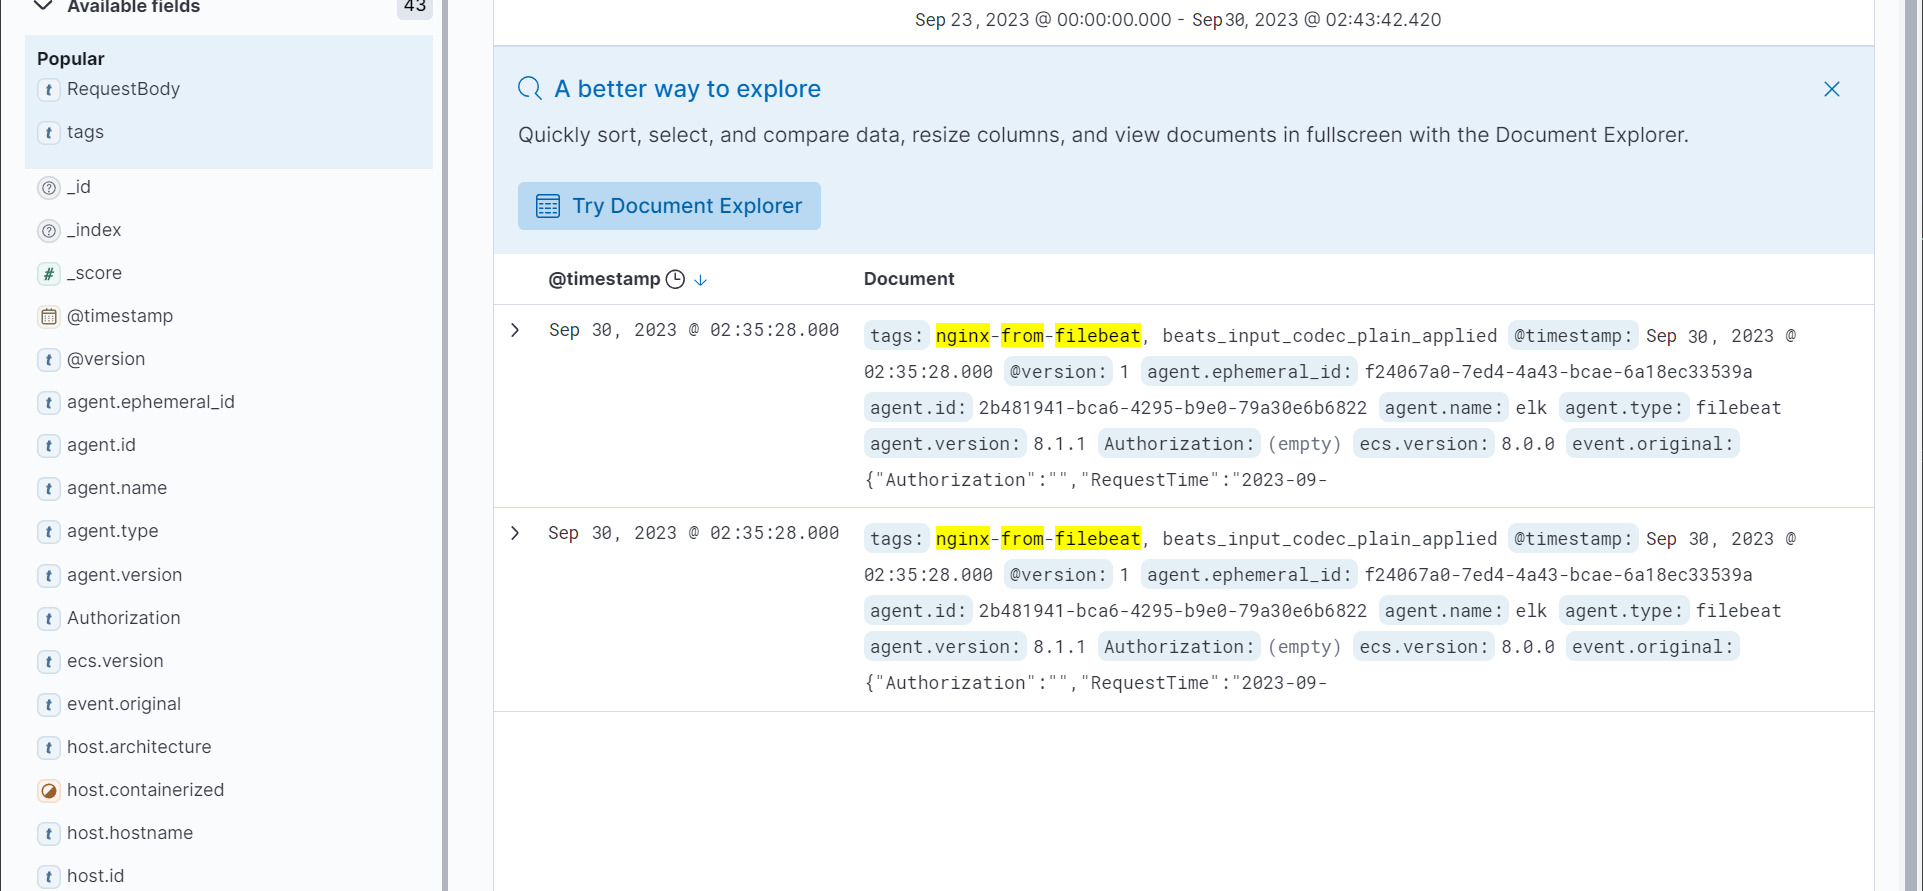 Available fields 43
Popular
RequestBody
tags
_id
_index
_score
@timestamp
@version
agent.ephemeral_id
agent.id
agent.name
agent.type
agent.version
Authorization
ecs.version
event.original
host.architecture
host.containerized
host.hostname
host.id
Sep 23, 2023 @ 00:00:00.000 - Sep 30, 2023 @ 02:43:42.420
A better way to explore
Quickly sort, select, and compare data, resize columns, and view documents in fullscreen with the Document Explorer.
Try Document Explorer
@timestamp Document
Sep 30, 2023 @ 02:35:28.000 tags: nginx-from-filebeat, beats_input_codec_plain_applied @timestamp: Sep 30, 2023 @
02:35:28.000 @version: 1 agent.ephemeral_id: f24067a0-7ed4-4a43-bcae-6a18ec33539a
agent.id: 2b481941-bca6-4295-b9e0-79a30e6b6822 agent.name: elk agent.type: filebeat
agent.version: 8.1.1 Authorization: (empty) ecs.version: 8.0.0 event.original:
{"Authorization":"","RequestTime":"2023-09-
Sep 30, 2023 @ 02:35:28.000 tags: nginx-from-filebeat, beats_input_codec_plain_applied @timestamp: Sep 30, 2023 @
02:35:28.000 @version: 1 agent.ephemeral_id: f24067a0-7ed4-4a43-bcae-6a18ec33539a
agent.id: 2b481941-bca6-4295-b9e0-79a30e6b6822 agent.name: elk agent.type: filebeat
agent.version: 8.1.1 Authorization: (empty) ecs.version: 8.0.0 event.original:
{"Authorization":"","RequestTime":"2023-09-